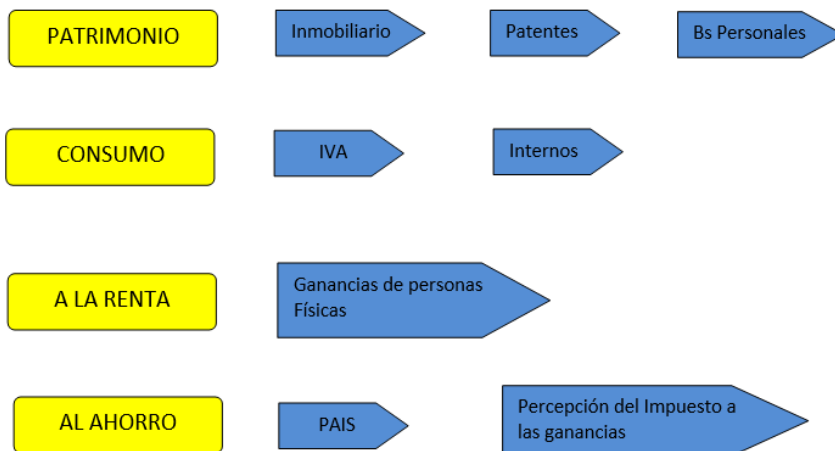 PATRIMONIO
Inmobiliario
Patentes
Bs Personales
CONSUMO
IVA
Internos
A LA RENTA
Ganancias de personas
Físicas
AL AHORRO
PAIS
Percepción del Impuesto a
las ganancias